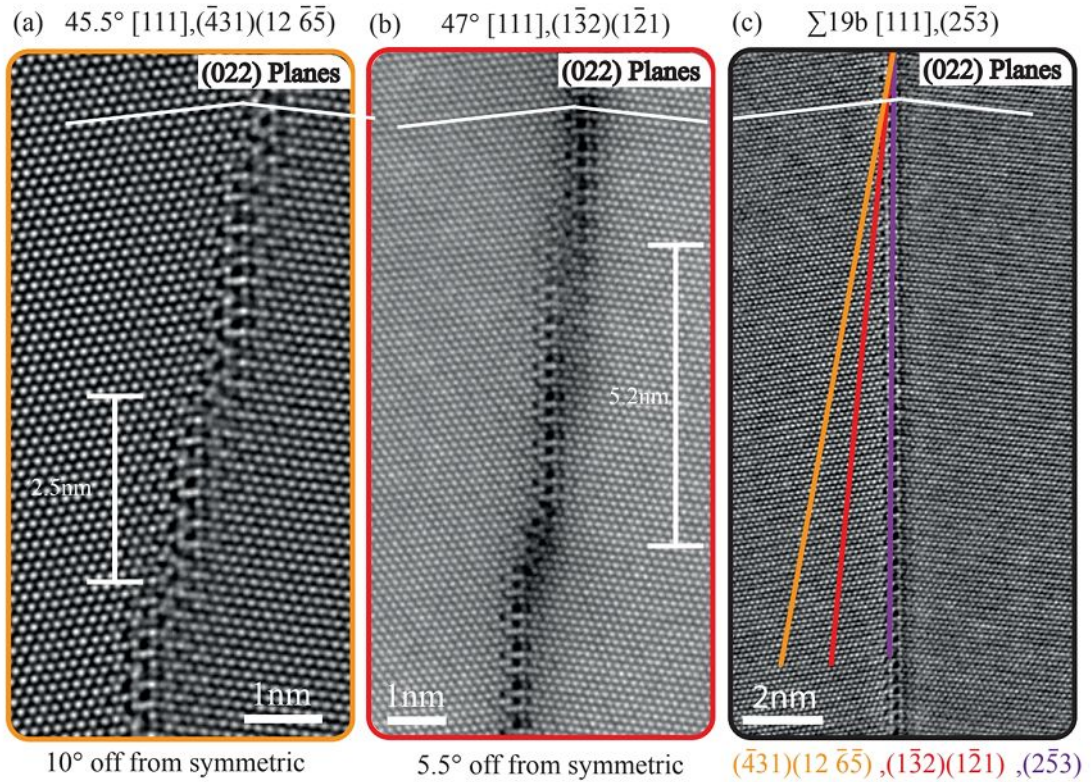 (a) 45.5° [111],(4̅31)(12 6̅5̅)
(b) 47° [111],(13̅2)(12̅1)
(c) ∑19b [111],(25̅3)
(022) Planes
(022) Planes
(022) Planes
5.2nm
2.5nm
1nm
1nm
2nm
10° off from symmetric
5.5° off from symmetric
(4̅31)(12 6̅5̅) ,(13̅2)(12̅1) ,(25̅3)